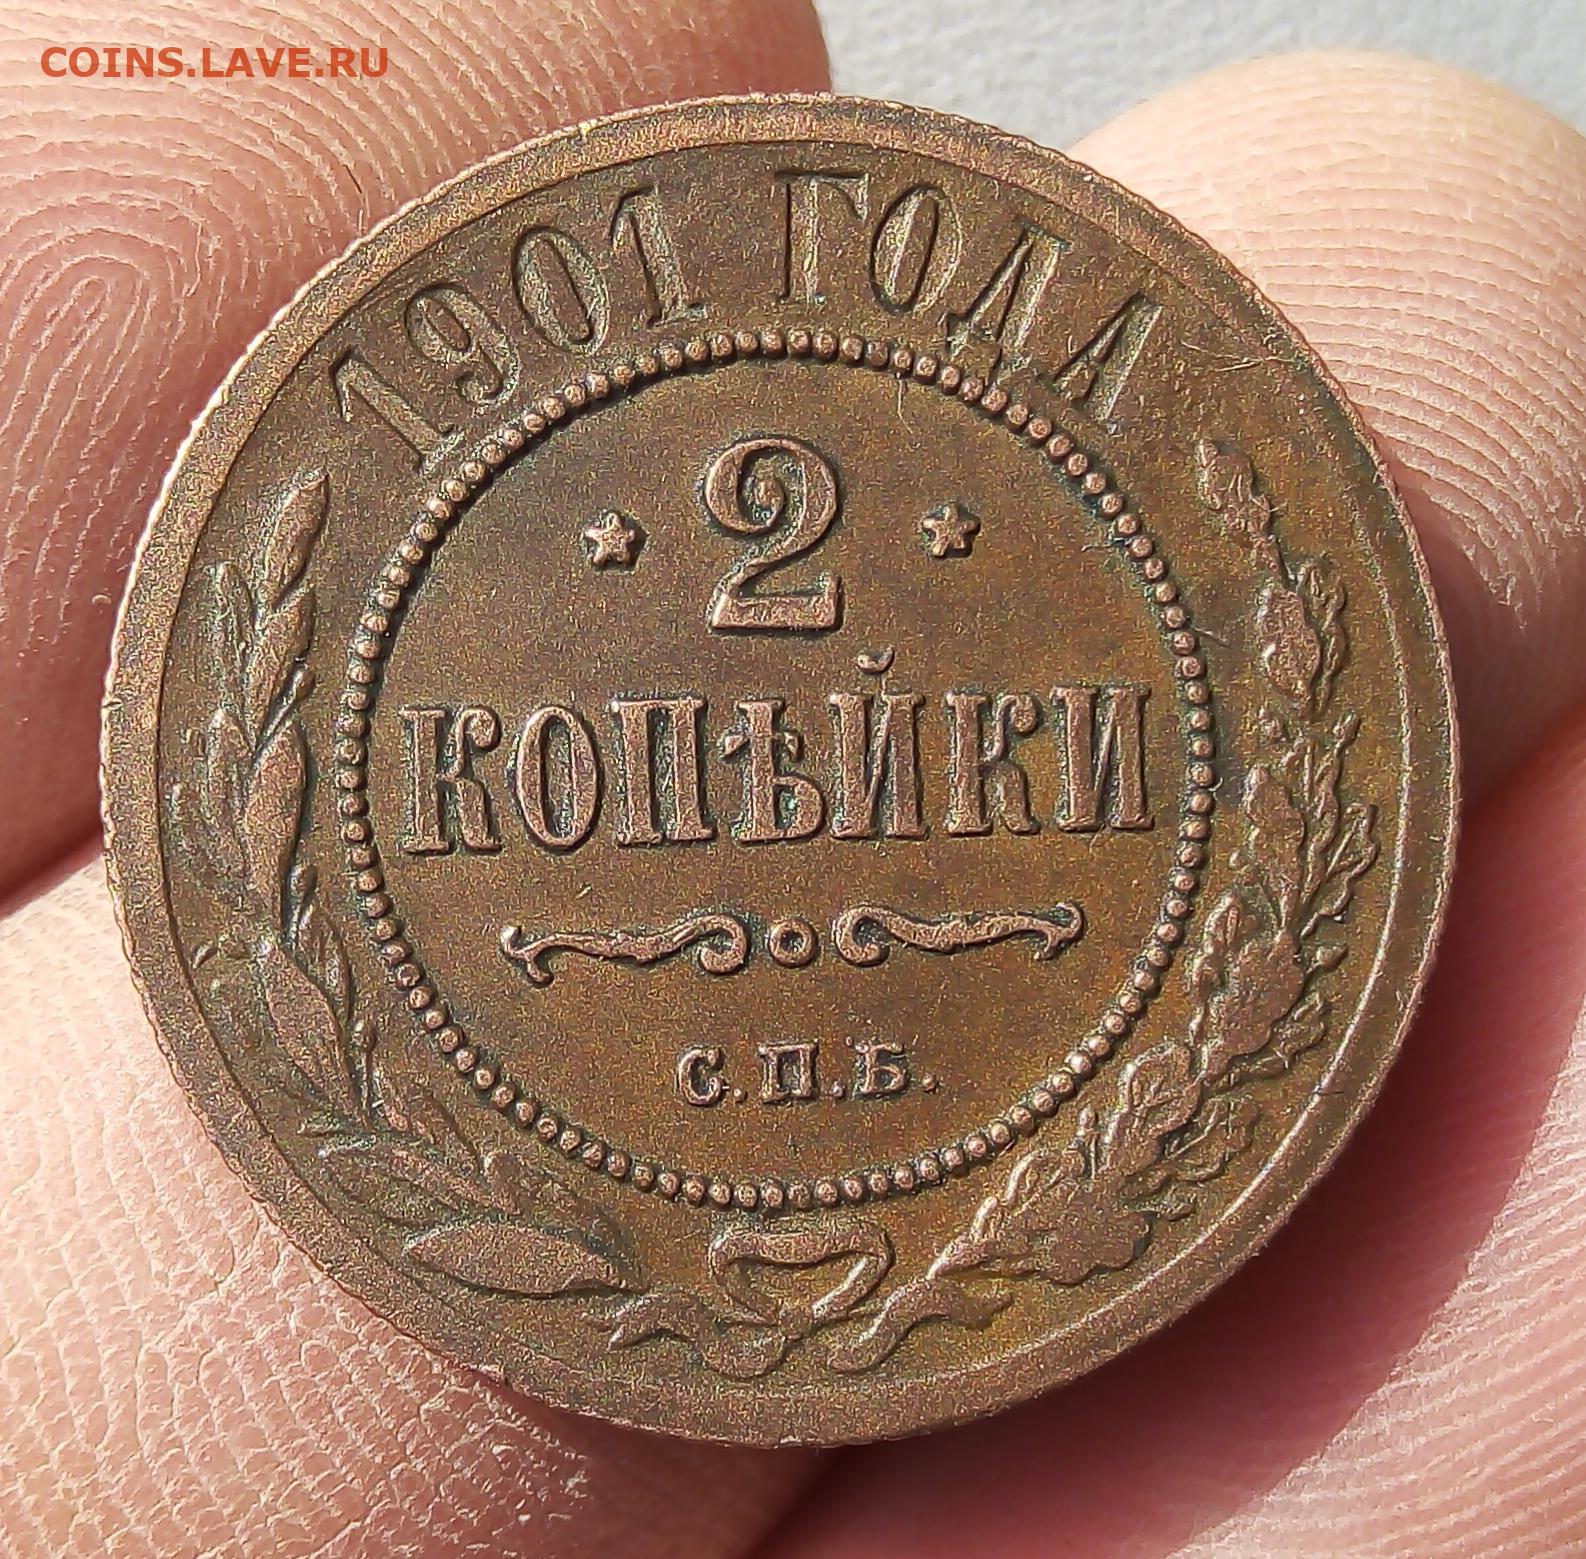 COINS.LAVE.RU
1901 ГОДА
* 2 *
КОПѢЙКИ
С.П.Б.